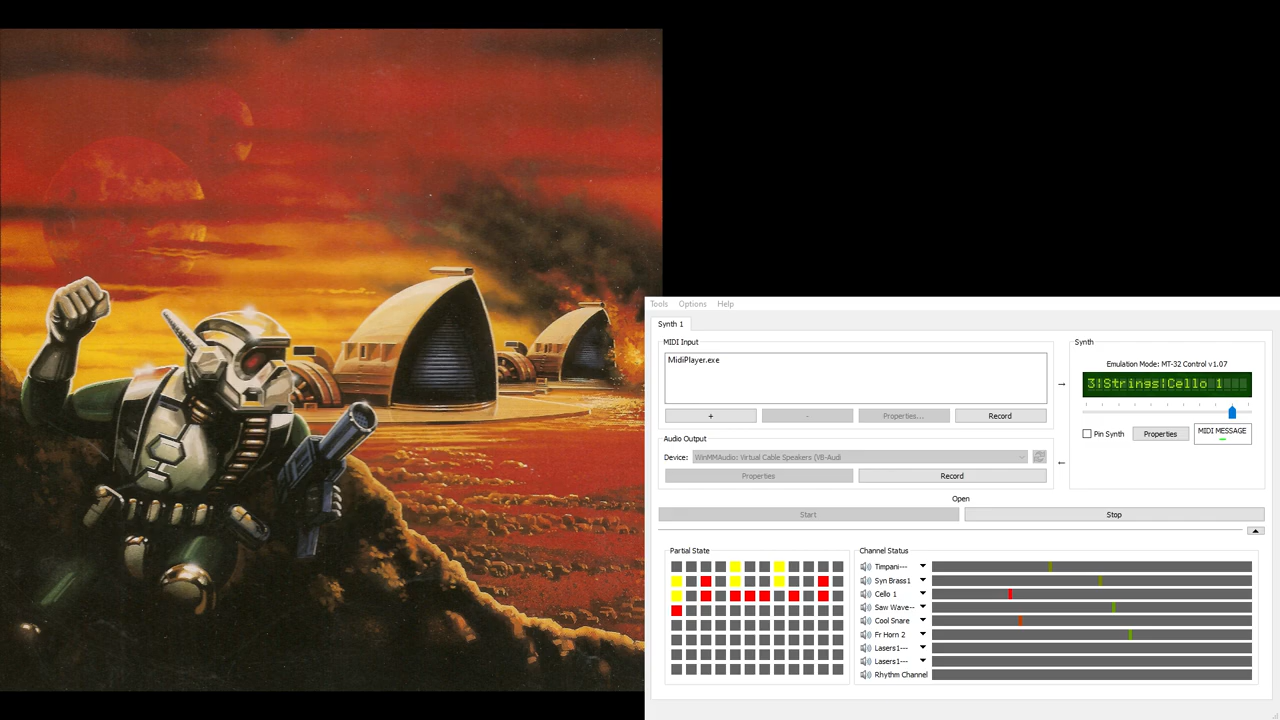 Tools Options Help
Synth 1
MIDI Input
MidiPlayer.exe
+ - Properties... Record
Audio Output
Device: WinMMAudio: Virtual Cable Speakers (VB-Audi
Properties Record
Synth
Emulation Mode: MT-32 Control v1.07
3|Strings|Cello 1
Pin Synth Properties MIDI MESSAGE
Open
Start Stop
Partial State
Channel Status
Timpani---
Syn Brass1
Cello 1
Saw Wave--
Cool Snare
Fr Horn 2
Lasers1---
Lasers1---
Rhythm Channel